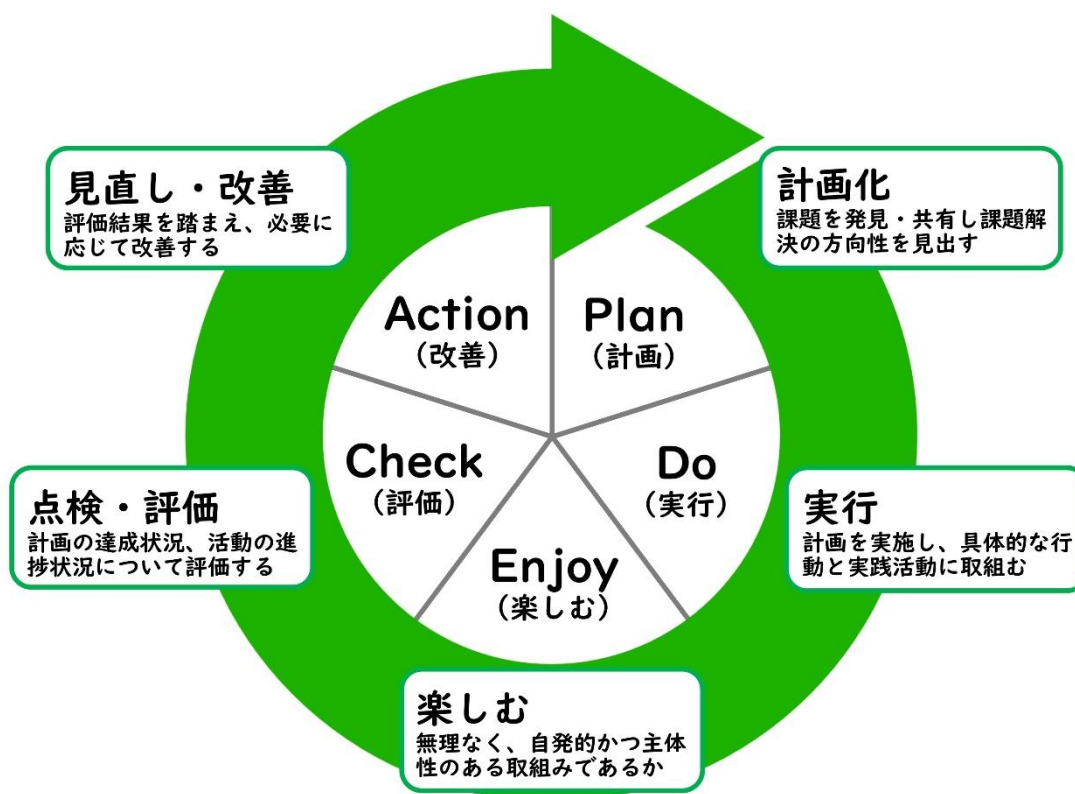 見直し・改善
評価結果を踏まえ、必要に
応じて改善する
計画化
課題を発見・共有し課題解
決の方向性を見出す
Action
（改善）
Plan
（計画）
Check
（評価）
Do
（実行）
Enjoy
（楽しむ）
点検・評価
計画の達成状況、活動の進
捗状況について評価する
実行
計画を実施し、具体的な行
動と実践活動に取組む
楽しむ
無理なく、自発的かつ主体
性のある取組みであるか